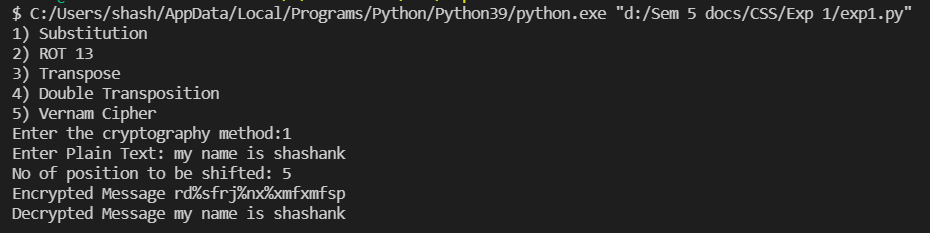 $ C:/Users/shash/AppData/Local/Programs/Python/Python39/python.exe "d:/Sem 5 docs/CSS/Exp 1/exp1.py"
1) Substitution
2) ROT 13
3) Transpose
4) Double Transposition
5) Vernam Cipher
Enter the cryptography method:1
Enter Plain Text: my name is shashank
No of position to be shifted: 5
Encrypted Message rd%sfrj%nx%xmfxmfsp
Decrypted Message my name is shashank